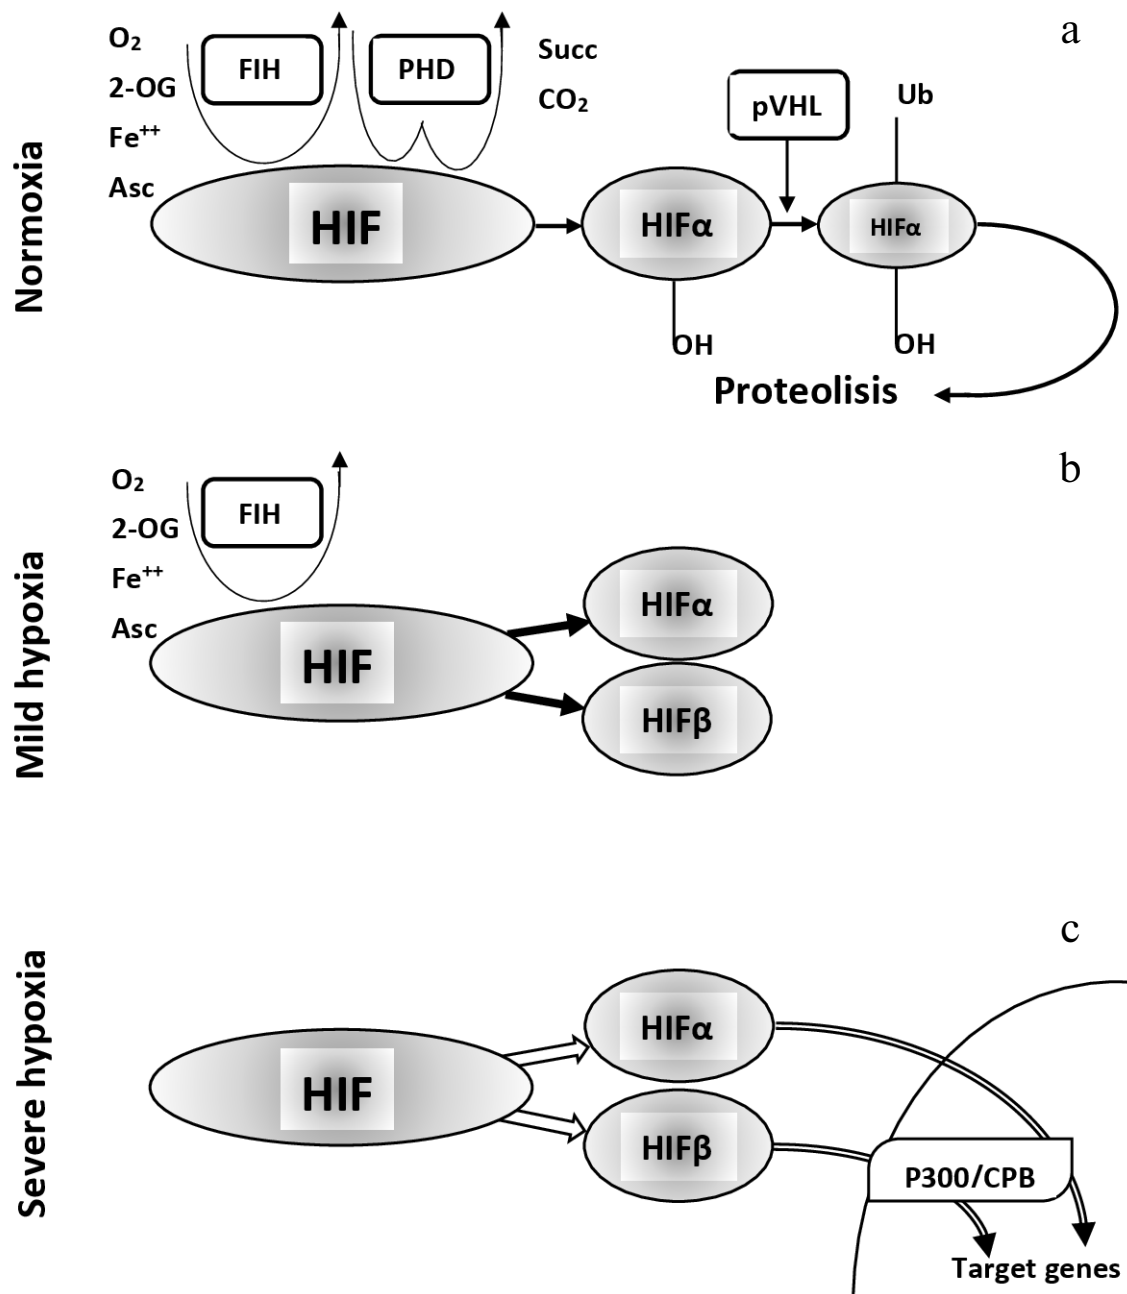 a
Normoxia
O₂
2-OG
Fe⁺⁺
Asc
FIH
PHD
Succ
CO₂
pVHL
Ub
HIF
HIFα
HIFα
OH
OH
Proteolisis
b
Mild hypoxia
O₂
2-OG
Fe⁺⁺
Asc
FIH
HIF
HIFα
HIFβ
c
Severe hypoxia
HIF
HIFα
HIFβ
P300/CPB
Target genes